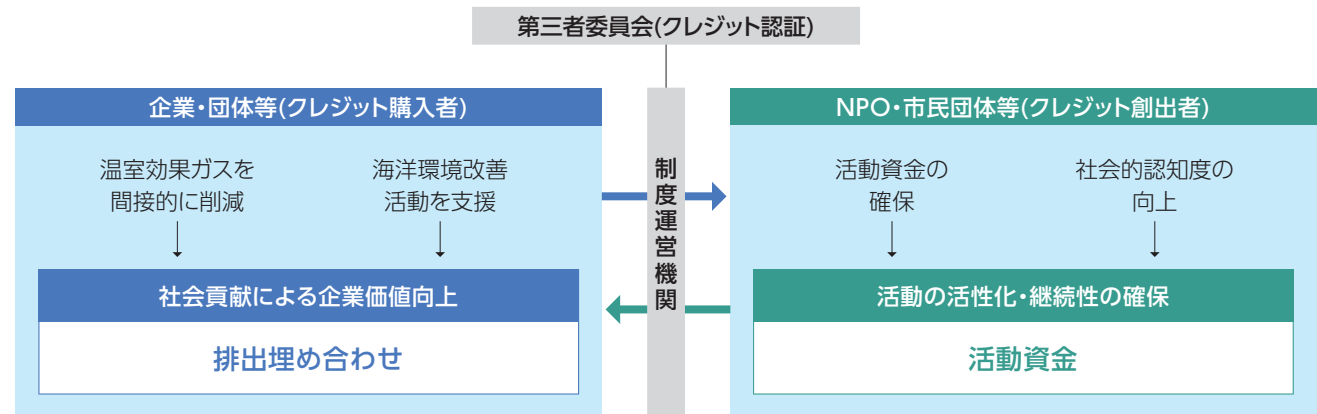 第三者委員会(クレジット認証)
企業・団体等(クレジット購入者)
温室効果ガスを
間接的に削減
海洋環境改善
活動を支援
社会貢献による企業価値向上
排出埋め合わせ
制度運営機関
NPO・市民団体等(クレジット創出者)
活動資金の
確保
社会的認知度の
向上
活動の活性化・継続性の確保
活動資金